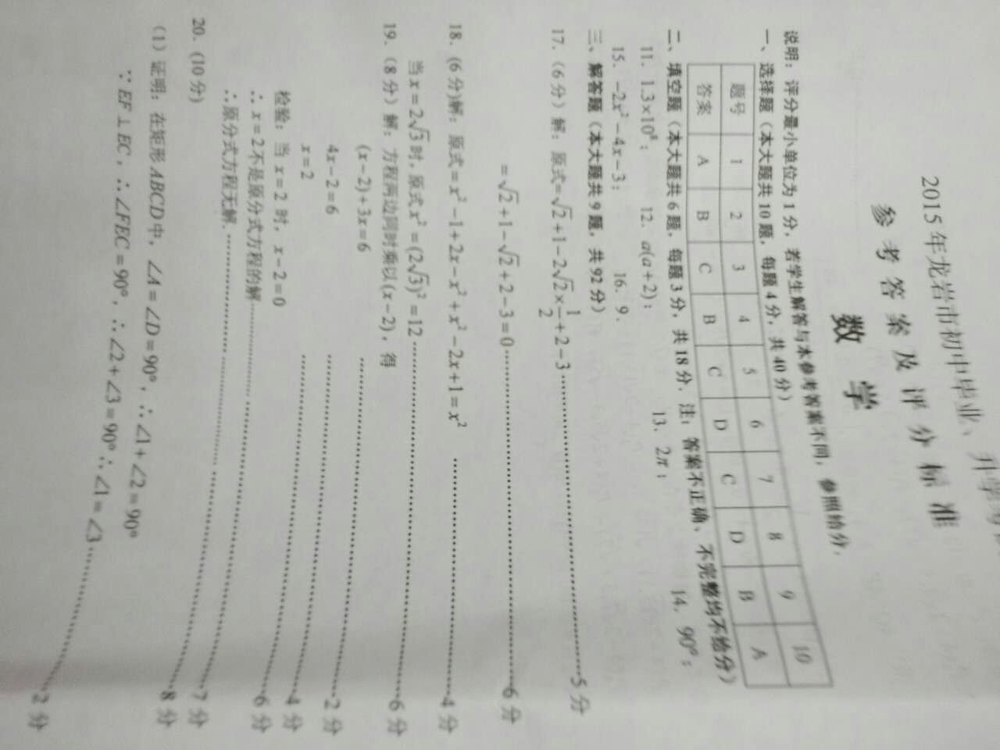 2015年龙岩市初中毕业、升学考
参考答案及评分标准
数 学
说明：评分最小单位为1分，若学生解答与本参考答案不同，参照给分．
一、选择题（本大题共10题，每题4分，共40分）
题号 1 2 3 4 5 6 7 8 9 10
答案 A B C B C D C D B A
二、填空题（本大题共6题，每题3分，共18分．注：答案不正确、不完整均不给分）
11．1.3×10⁸； 12．a(a+2)； 13．2π； 14．90°；
15．−2x²−4x−3； 16．9．
三、解答题（本大题共9题，共92分）
17．（6分）解：原式=√2+1−2√2×1/2+2−3………5分
=√2+1−√2+2−3=0………6分
18．(6分)解：原式=x²−1+2x−x²+x²−2x+1=x² ………4分
当x=2√3时，原式x²=(2√3)²=12………6分
19．（8分）解：方程两边同时乘以(x−2)，得
(x−2)+3x=6 ………2分
4x−2=6 ………4分
x=2 ………6分
检验：当x=2时，x−2=0
∴x=2不是原分式方程的解………7分
∴原分式方程无解．………8分
20．(10分)
（1）证明：在矩形ABCD中，∠A=∠D=90°，∴∠1+∠2=90°
∵EF⊥EC，∴∠FEC=90°，∴∠2+∠3=90°∴∠1=∠3………2分